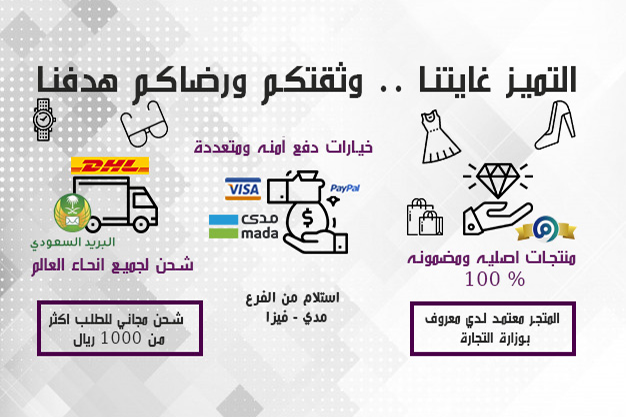 التميز غايتنا .. وثقتكم ورضاكم هدفنا
خيارات دفع أمنه ومتعددة
منتجات اصليه ومضمونه
100 %
المتجر معتمد لدي معروف
بوزارة التجارة
VISA
PayPal
مدى
mada
استلام من الفرع
مدي - فيزا
DHL
البريد السعودي
شحن لجميع انحاء العالم
شحن مجاني للطلب اكثر
من 1000 ريال